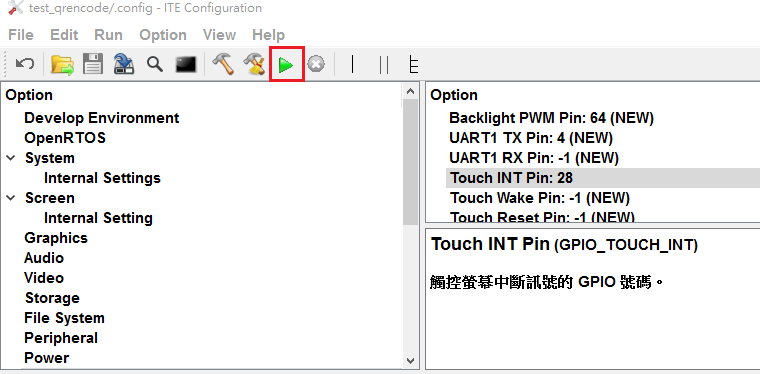 test_qrencode/.config - ITE Configuration
File Edit Run Option View Help
Option
Develop Environment
OpenRTOS
System
Internal Settings
Screen
Internal Setting
Graphics
Audio
Video
Storage
File System
Peripheral
Power
Option
Backlight PWM Pin: 64 (NEW)
UART1 TX Pin: 4 (NEW)
UART1 RX Pin: -1 (NEW)
Touch INT Pin: 28
Touch Wake Pin: -1 (NEW)
Touch Reset Pin: -1 (NEW)
Touch INT Pin (GPIO_TOUCH_INT)
觸控螢幕中斷訊號的 GPIO 號碼。